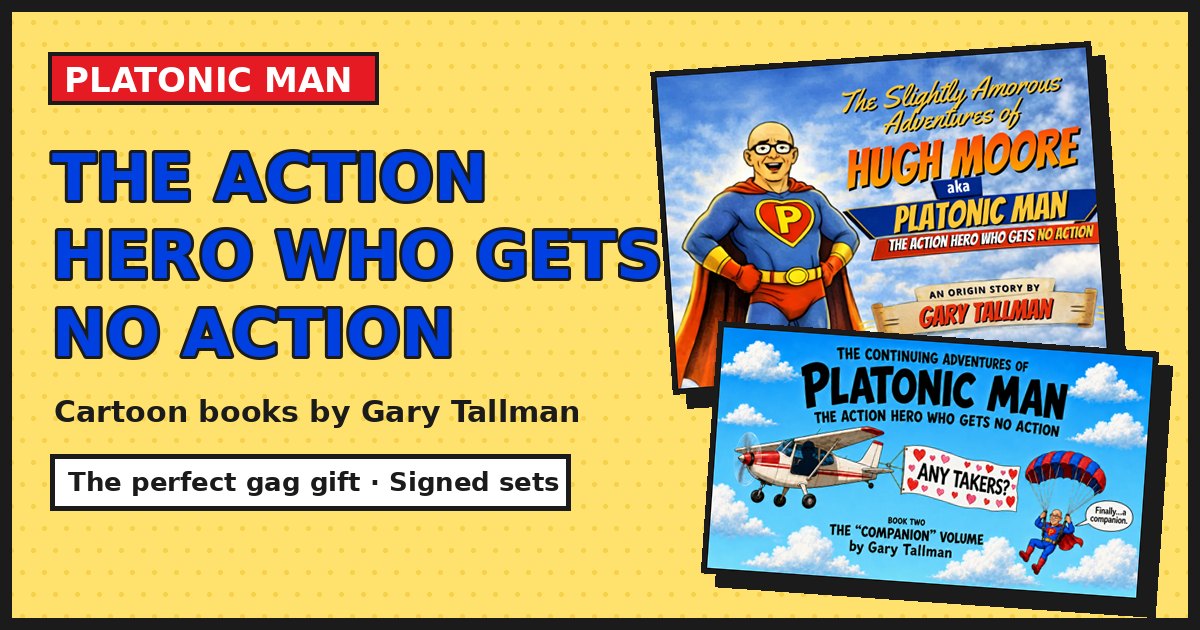 PLATONIC MAN
THE ACTION
HERO WHO GETS
NO ACTION
Cartoon books by Gary Tallman
The perfect gag gift · Signed sets
The Slightly Amorous
Adventures of
HUGH MOORE
aka
PLATONIC MAN
THE ACTION HERO WHO GETS NO ACTION
AN ORIGIN STORY BY
GARY TALLMAN
P
THE CONTINUING ADVENTURES OF
PLATONIC MAN
THE ACTION HERO WHO GETS NO ACTION
ANY TAKERS?
Finally...a
companion.
BOOK TWO
THE “COMPANION” VOLUME
by Gary Tallman